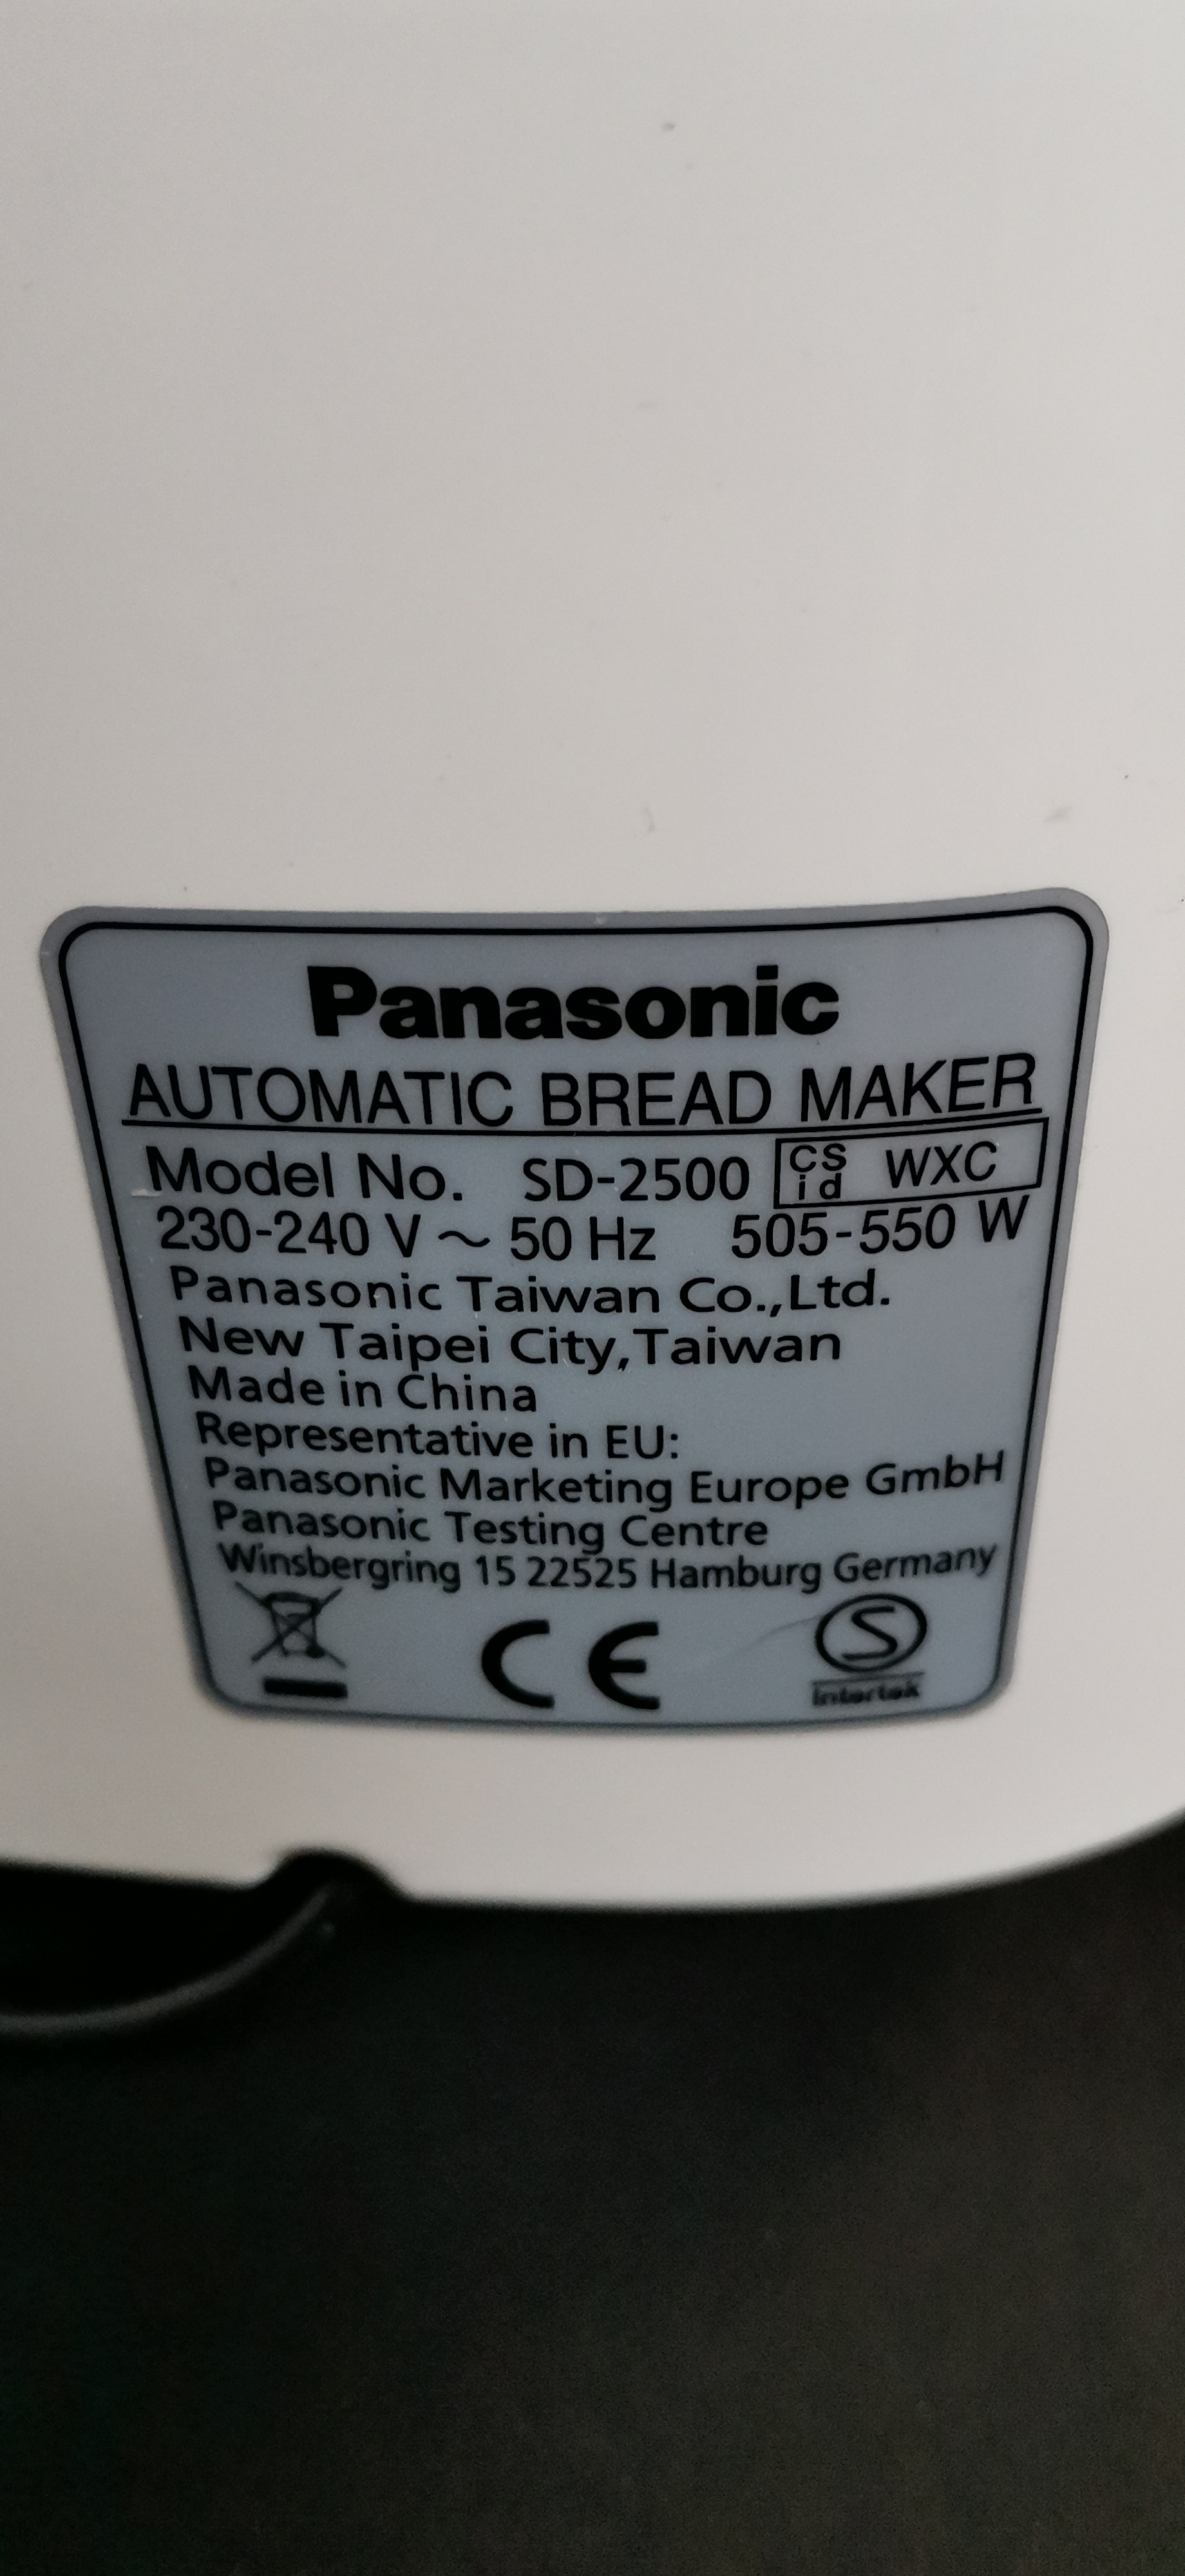 Panasonic
AUTOMATIC BREAD MAKER
Model No. SD-2500 CS id WXC
230-240 V ~ 50 Hz 505-550 W
Panasonic Taiwan Co.,Ltd.
New Taipei City,Taiwan
Made in China
Representative in EU:
Panasonic Marketing Europe GmbH
Panasonic Testing Centre
Winsbergring 15 22525 Hamburg Germany
CE
S
Intertek